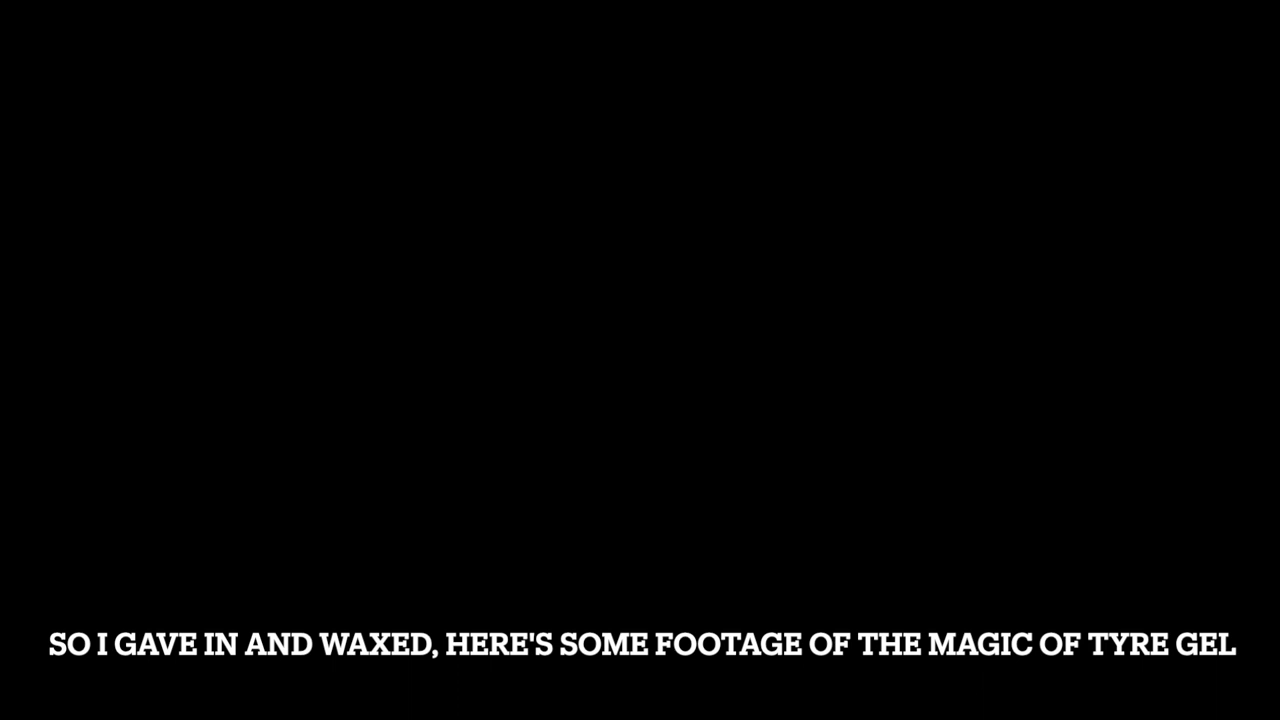 SO I GAVE IN AND WAXED, HERE'S SOME FOOTAGE OF THE MAGIC OF TYRE GEL